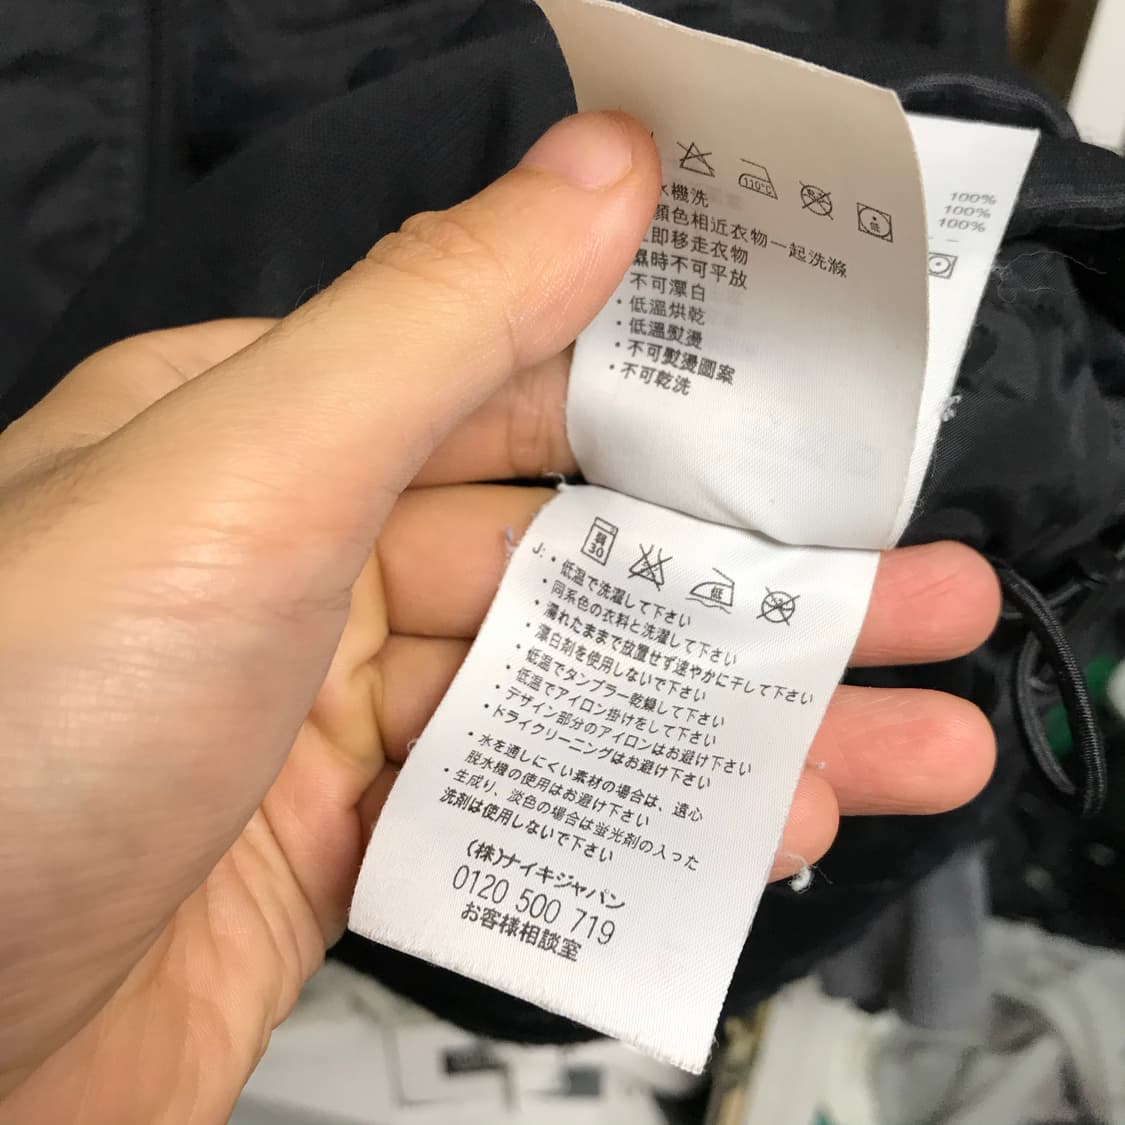 110°C
低
水機洗
顏色相近衣物一起洗滌
立即移走衣物
濕時不可平放
不可漂白
・低溫烘乾
・低溫熨燙
・不可熨燙圖案
・不可乾洗
100%
100%
100%
弱
30
低
J:・低温で洗濯して下さい
・同系色の衣料と洗濯して下さい
・濡れたままで放置せず速やかに干して下さい
・漂白剤を使用しないで下さい
・低温でタンブラー乾燥して下さい
・低温でアイロン掛けをして下さい
・デザイン部分のアイロンはお避け下さい
・ドライクリーニングはお避け下さい
・水を通しにくい素材の場合は、遠心
脱水機の使用はお避け下さい
・生成り、淡色の場合は蛍光剤の入った
洗剤は使用しないで下さい
(株)ナイキジャパン
0120 500 719
お客様相談室